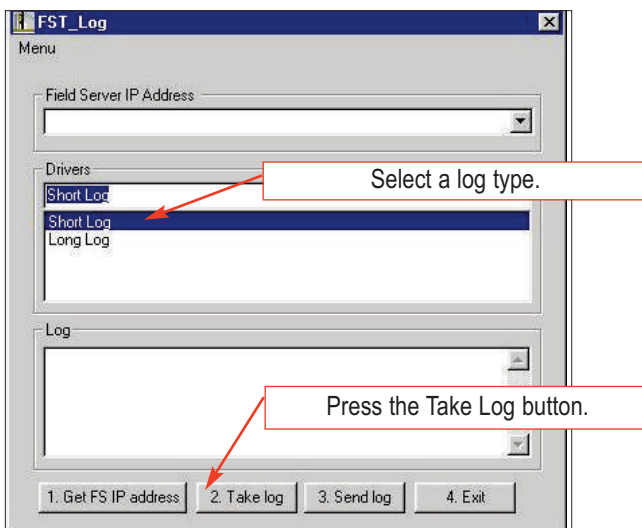 FST_Log
Menu
Field Server IP Address
Drivers
Select a log type.
Short Log
Short Log
Long Log
Log
Press the Take Log button.
1. Get FS IP address
2. Take log
3. Send log
4. Exit